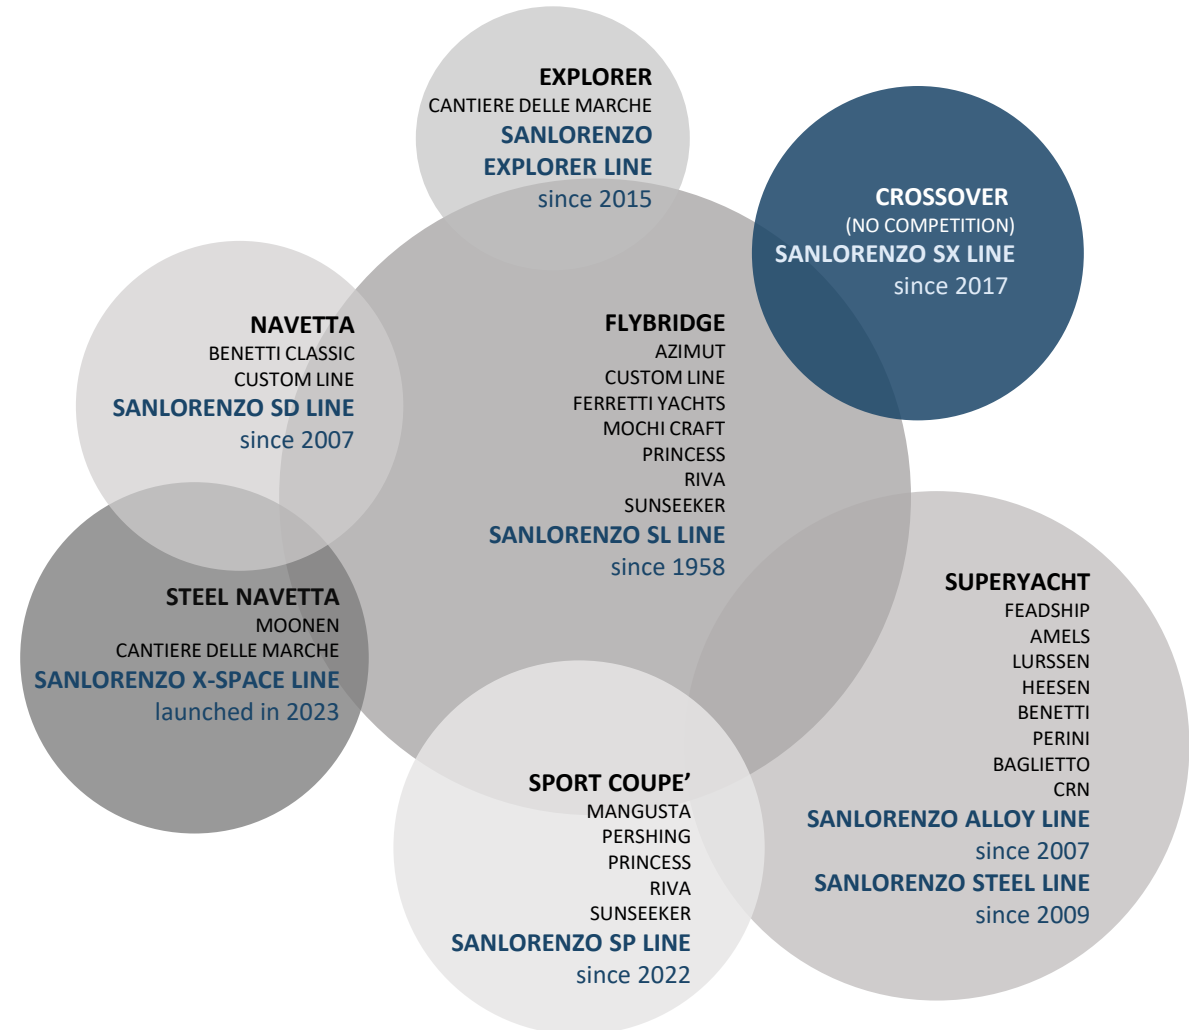 EXPLORER
CANTIERE DELLE MARCHE
SANLORENZO
EXPLORER LINE
since 2015
CROSSOVER
(NO COMPETITION)
SANLORENZO SX LINE
since 2017
NAVETTA
BENETTI CLASSIC
CUSTOM LINE
SANLORENZO SD LINE
since 2007
FLYBRIDGE
AZIMUT
CUSTOM LINE
FERRETTI YACHTS
MOCHI CRAFT
PRINCESS
RIVA
SUNSEEKER
SANLORENZO SL LINE
since 1958
STEEL NAVETTA
MOONEN
CANTIERE DELLE MARCHE
SANLORENZO X-SPACE LINE
launched in 2023
SUPERYACHT
FEADSHIP
AMELS
LURSSEN
HEESEN
BENETTI
PERINI
BAGLIETTO
CRN
SANLORENZO ALLOY LINE
since 2007
SANLORENZO STEEL LINE
since 2009
SPORT COUPE’
MANGUSTA
PERSHING
PRINCESS
RIVA
SUNSEEKER
SANLORENZO SP LINE
since 2022